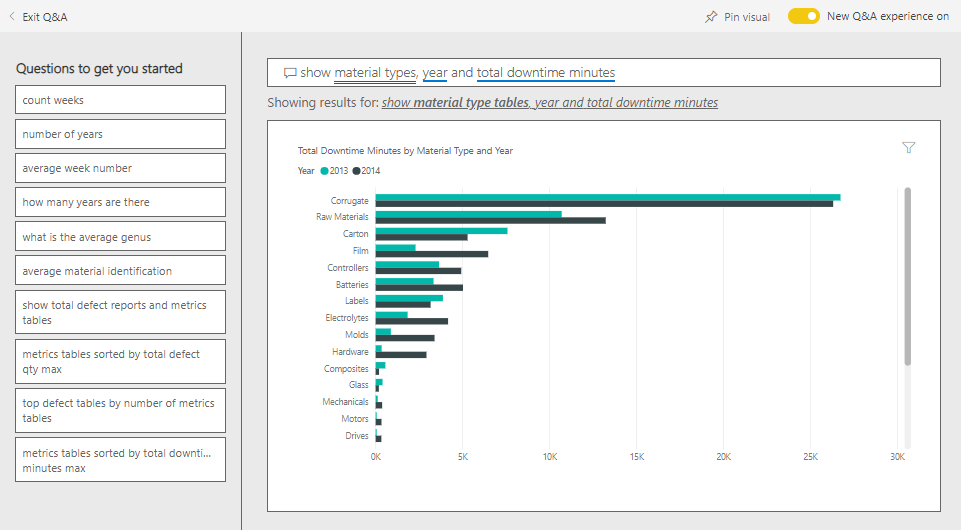 Exit Q&A
Pin visual
New Q&A experience on
Questions to get you started
count weeks
number of years
average week number
how many years are there
what is the average genus
average material identification
show total defect reports and metrics
tables
metrics tables sorted by total defect
qty max
top defect tables by number of metrics
tables
metrics tables sorted by total downti...
minutes max
show material types, year and total downtime minutes
Showing results for: show material type tables, year and total downtime minutes
Total Downtime Minutes by Material Type and Year
Year 2013 2014
Corrugate
Raw Materials
Carton
Film
Controllers
Batteries
Labels
Electrolytes
Molds
Hardware
Composites
Glass
Mechanicals
Motors
Drives
0K 5K 10K 15K 20K 25K 30K